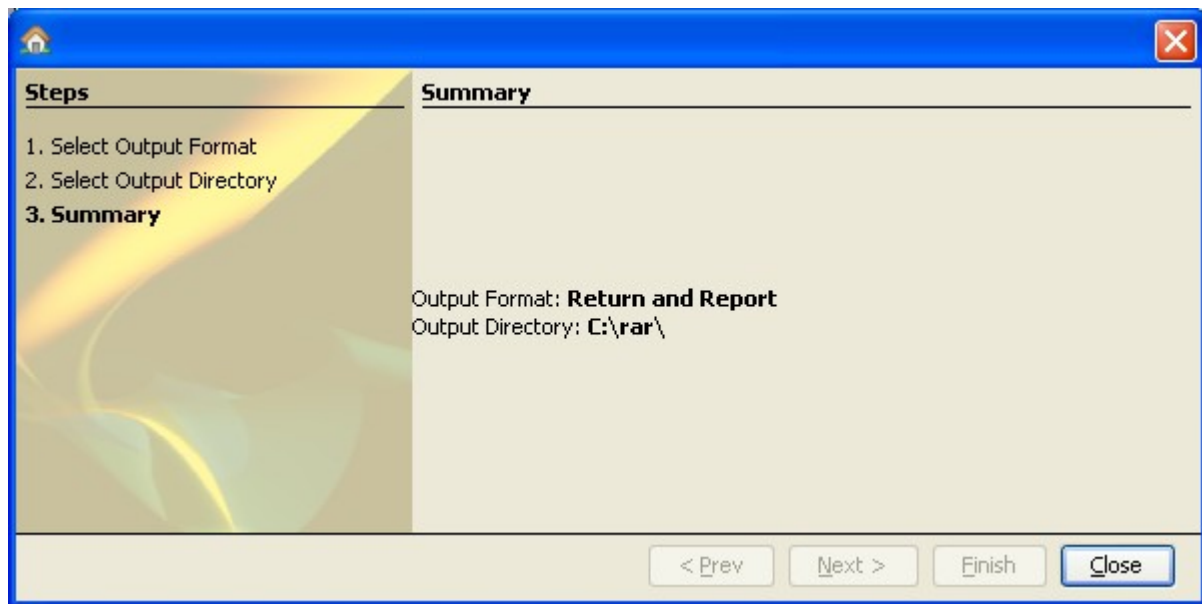 Steps
1. Select Output Format
2. Select Output Directory
3. Summary
Summary
Output Format: Return and Report
Output Directory: C:\rar\
< Prev
Next >
Finish
Close